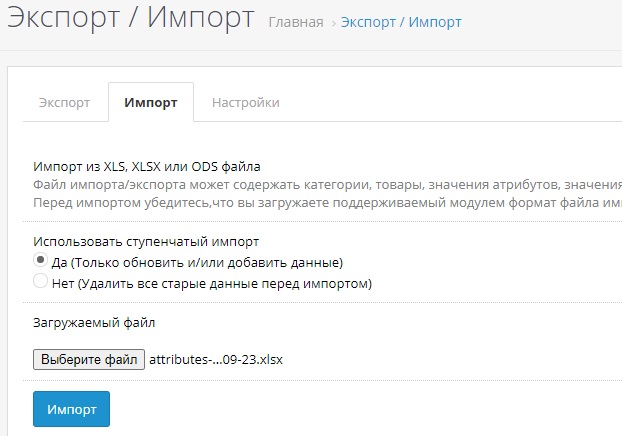 Экспорт / Импорт Главная › Экспорт / Импорт
Экспорт Импорт Настройки
Импорт из XLS, XLSX или ODS файла
Файл импорта/экспорта может содержать категории, товары, значения атрибутов, значения
Перед импортом убедитесь,что вы загружаете поддерживаемый модулем формат файла им
Использовать ступенчатый импорт
Да (Только обновить и/или добавить данные)
Нет (Удалить все старые данные перед импортом)
Загружаемый файл
Выберите файл attributes-...09-23.xlsx
Импорт